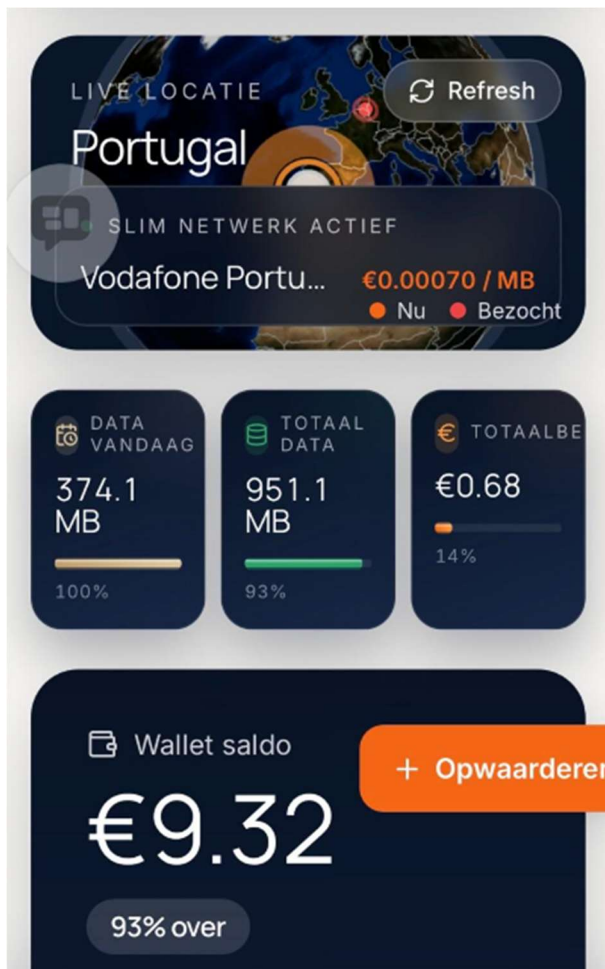 LIVE LOCATIE
Refresh
Portugal
SLIM NETWERK ACTIEF
Vodafone Portu...
€0.00070 / MB
Nu
Bezocht
DATA
VANDAAG
374.1
MB
100%
TOTAAL
DATA
951.1
MB
93%
€ TOTAALBE
€0.68
14%
Wallet saldo
+ Opwaarderen
€9.32
93% over